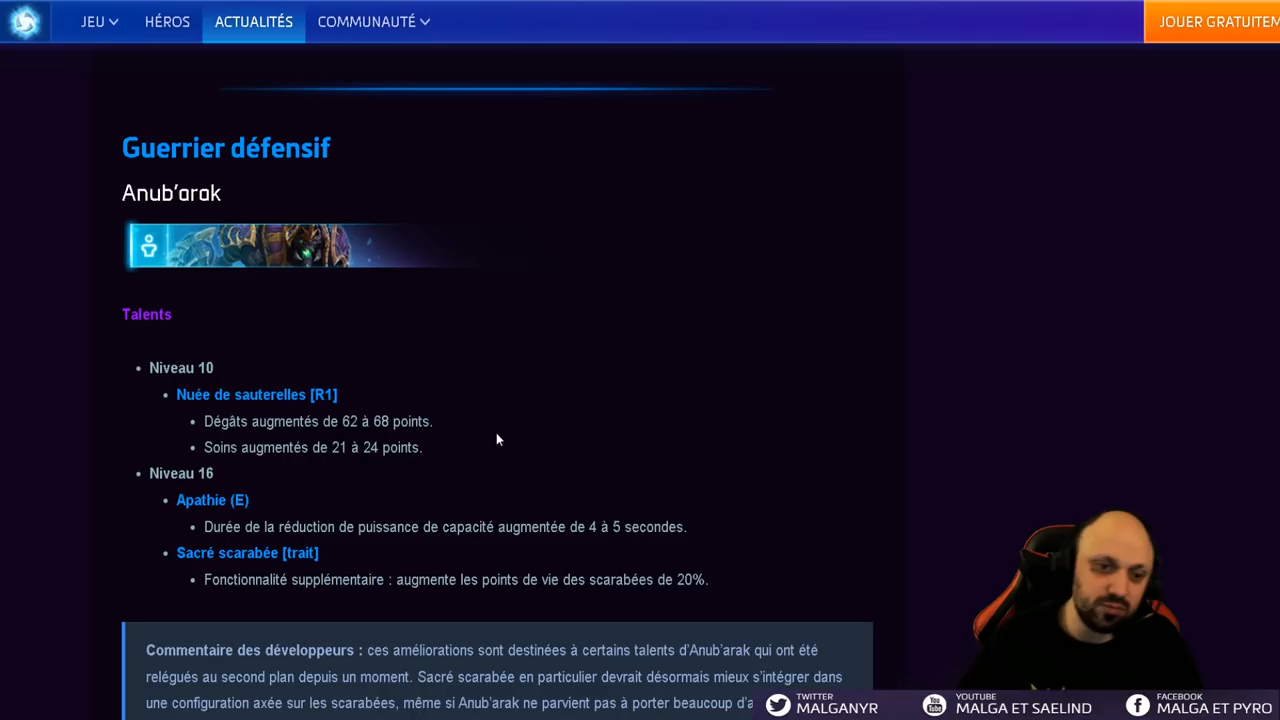 JEU HÉROS ACTUALITÉS COMMUNAUTÉ JOUER GRATUITEM
Guerrier défensif
Anub'arak
Talents
Niveau 10
Nuée de sauterelles [R1]
Dégâts augmentés de 62 à 68 points.
Soins augmentés de 21 à 24 points.
Niveau 16
Apathie (E)
Durée de la réduction de puissance de capacité augmentée de 4 à 5 secondes.
Sacré scarabée [trait]
Fonctionnalité supplémentaire : augmente les points de vie des scarabées de 20%.
Commentaire des développeurs : ces améliorations sont destinées à certains talents d'Anub'arak qui ont été
relégués au second plan depuis un moment. Sacré scarabée en particulier devrait désormais mieux s'intégrer dans
une configuration axée sur les scarabées, même si Anub'arak ne parvient pas à porter beaucoup d'a
TWITTER
MALGANYR
YOUTUBE
MALGA ET SAELIND
FACEBOOK
MALGA ET PYRO